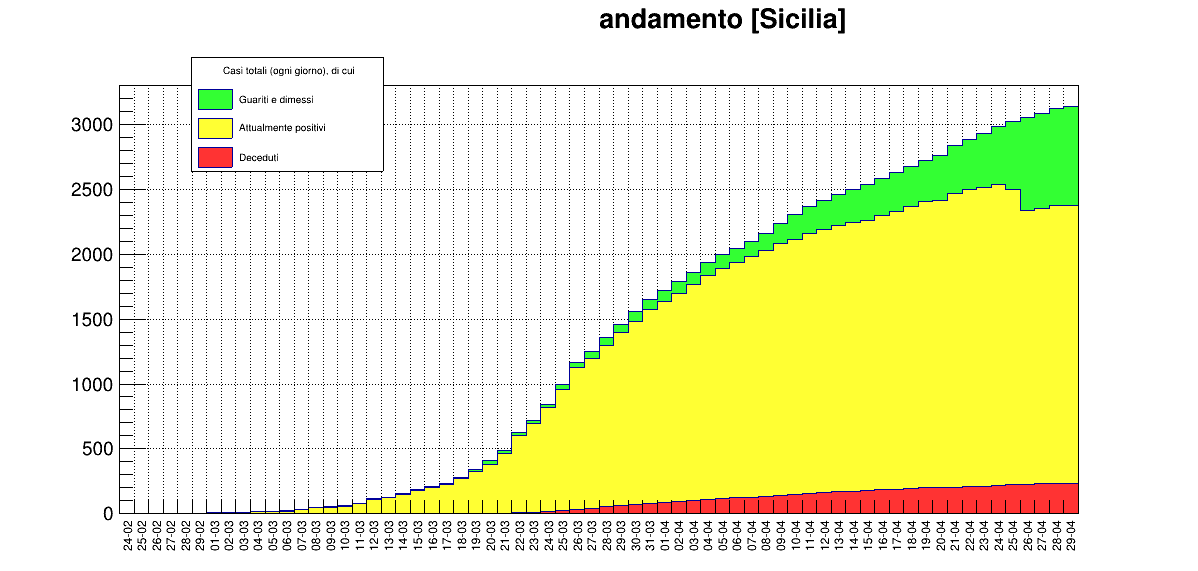 andamento [Sicilia]
Casi totali (ogni giorno), di cui
Guariti e dimessi
Attualmente positivi
Deceduti
3000
2500
2000
1500
1000
500
0
24-02 25-02 26-02 27-02 28-02 29-02 01-03 02-03 03-03 04-03 05-03 06-03 07-03 08-03 09-03 10-03 11-03 12-03 13-03 14-03 15-03 16-03 17-03 18-03 19-03 20-03 21-03 22-03 23-03 24-03 25-03 26-03 27-03 28-03 29-03 30-03 31-03 01-04 02-04 03-04 04-04 05-04 06-04 07-04 08-04 09-04 10-04 11-04 12-04 13-04 14-04 15-04 16-04 17-04 18-04 19-04 20-04 21-04 22-04 23-04 24-04 25-04 26-04 27-04 28-04 29-04